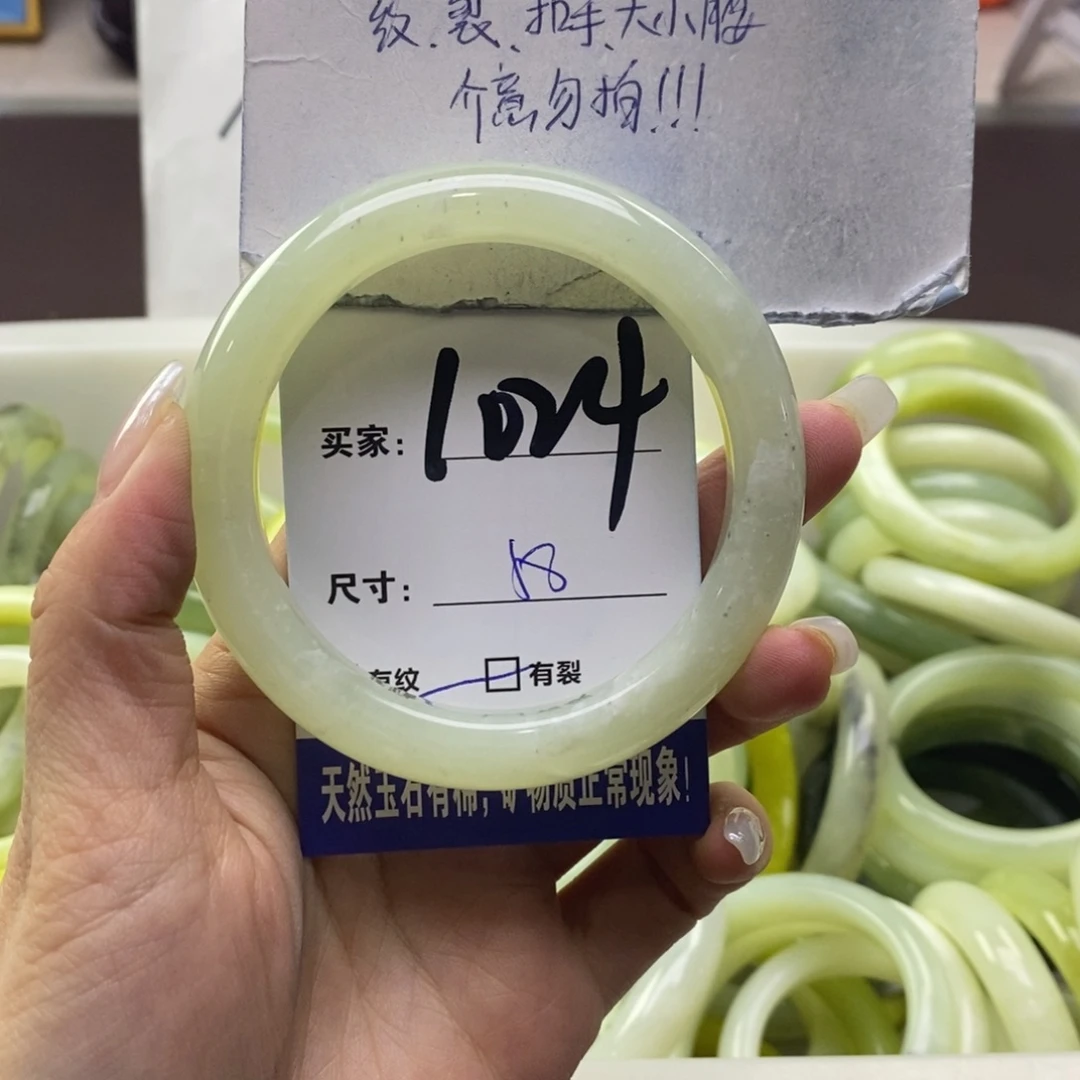 纹、裂、扣手、大小腰
介意勿拍!!!
买家: 1024
尺寸: 58
有纹 □有裂
天然玉石有棉,矿物质正常现象!